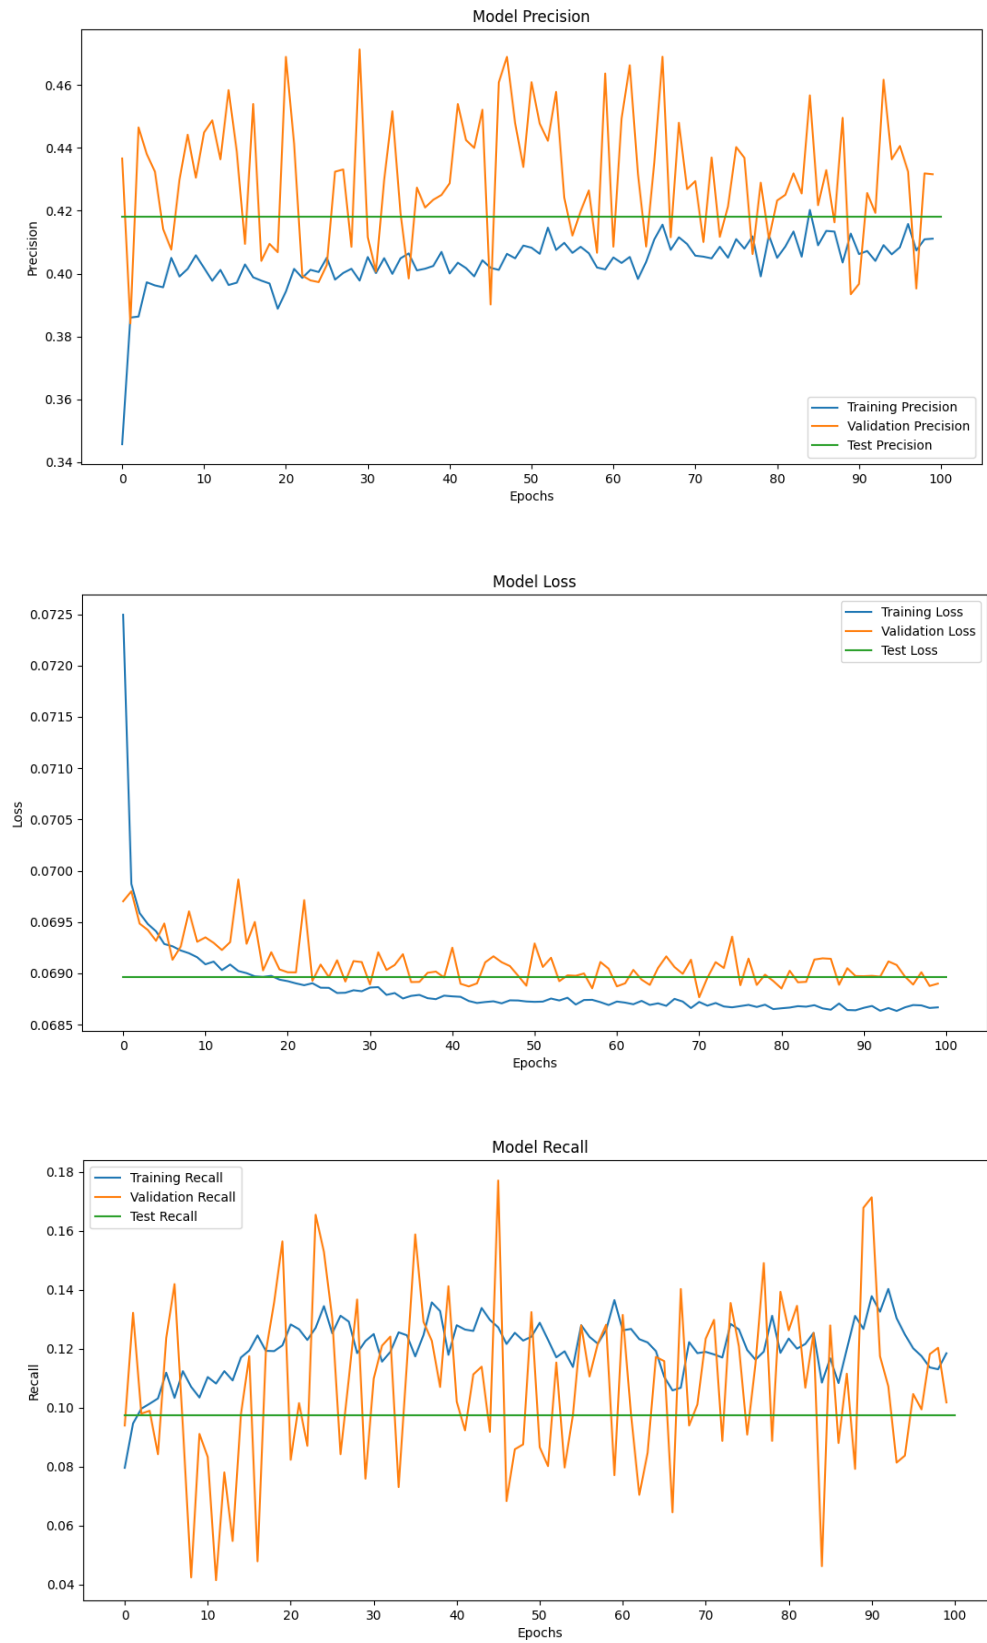 Model Precision
0.46
0.44
0.42
0.40
0.38
0.36
0.34
Precision
Training Precision
Validation Precision
Test Precision
0 10 20 30 40 50 60 70 80 90 100
Epochs
Model Loss
0.0725
0.0720
0.0715
0.0710
0.0705
0.0700
0.0695
0.0690
0.0685
Loss
Training Loss
Validation Loss
Test Loss
0 10 20 30 40 50 60 70 80 90 100
Epochs
Model Recall
0.18
0.16
0.14
0.12
0.10
0.08
0.06
0.04
Recall
Training Recall
Validation Recall
Test Recall
0 10 20 30 40 50 60 70 80 90 100
Epochs